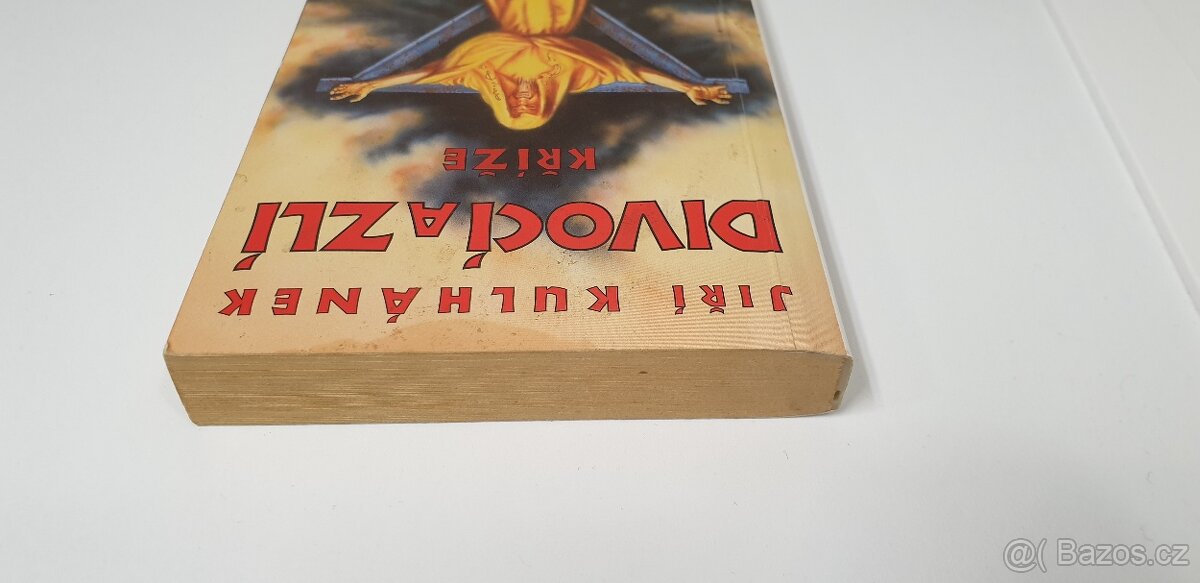 JIŘÍ KULHÁNEK
DIVOCÍ A ZLÍ
KŘÍŽE
@( Bazos.cz